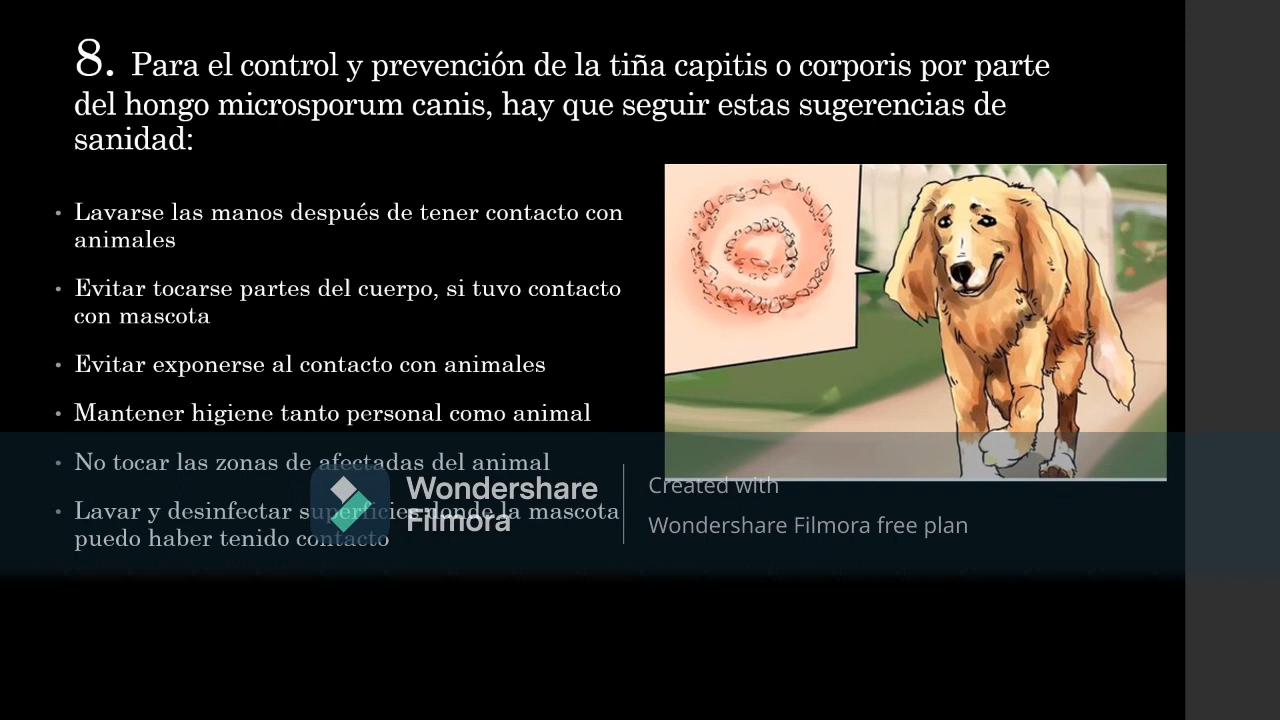 8. Para el control y prevención de la tiña capitis o corporis por parte
del hongo microsporum canis, hay que seguir estas sugerencias de
sanidad:
• Lavarse las manos después de tener contacto con
animales
• Evitar tocarse partes del cuerpo, si tuvo contacto
con mascota
• Evitar exponerse al contacto con animales
• Mantener higiene tanto personal como animal
• No tocar las zonas de afectadas del animal
• Lavar y desinfectar superficies donde la mascota
puedo haber tenido contacto
Wondershare
Filmora
Created with
Wondershare Filmora free plan